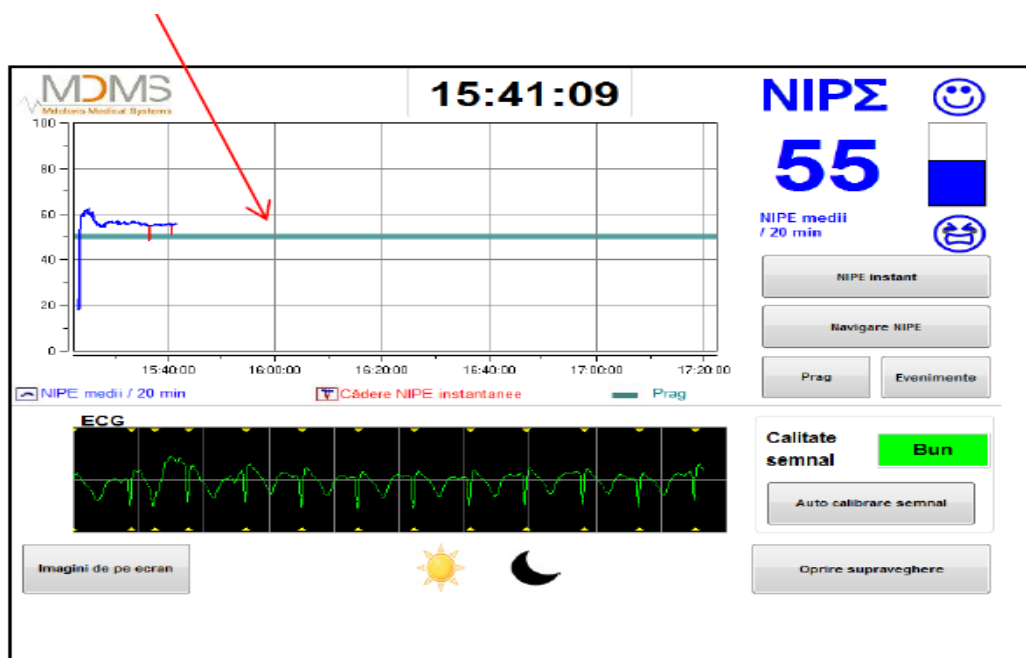 MDMS
Mdoloris Medical Systems
15:41:09
NIPΣ
55
NIPE medii
/ 20 min
NIPE instant
Navigare NIPE
Prag
Evenimente
100
80
60
40
20
0
15:40:00 16:00:00 16:20:00 16:40:00 17:00:00 17:20:00
NIPE medii / 20 min
Cădere NIPE instantanee
Prag
ECG
Calitate
semnal
Bun
Auto calibrare semnal
Imagini de pe ecran
Oprire supraveghere